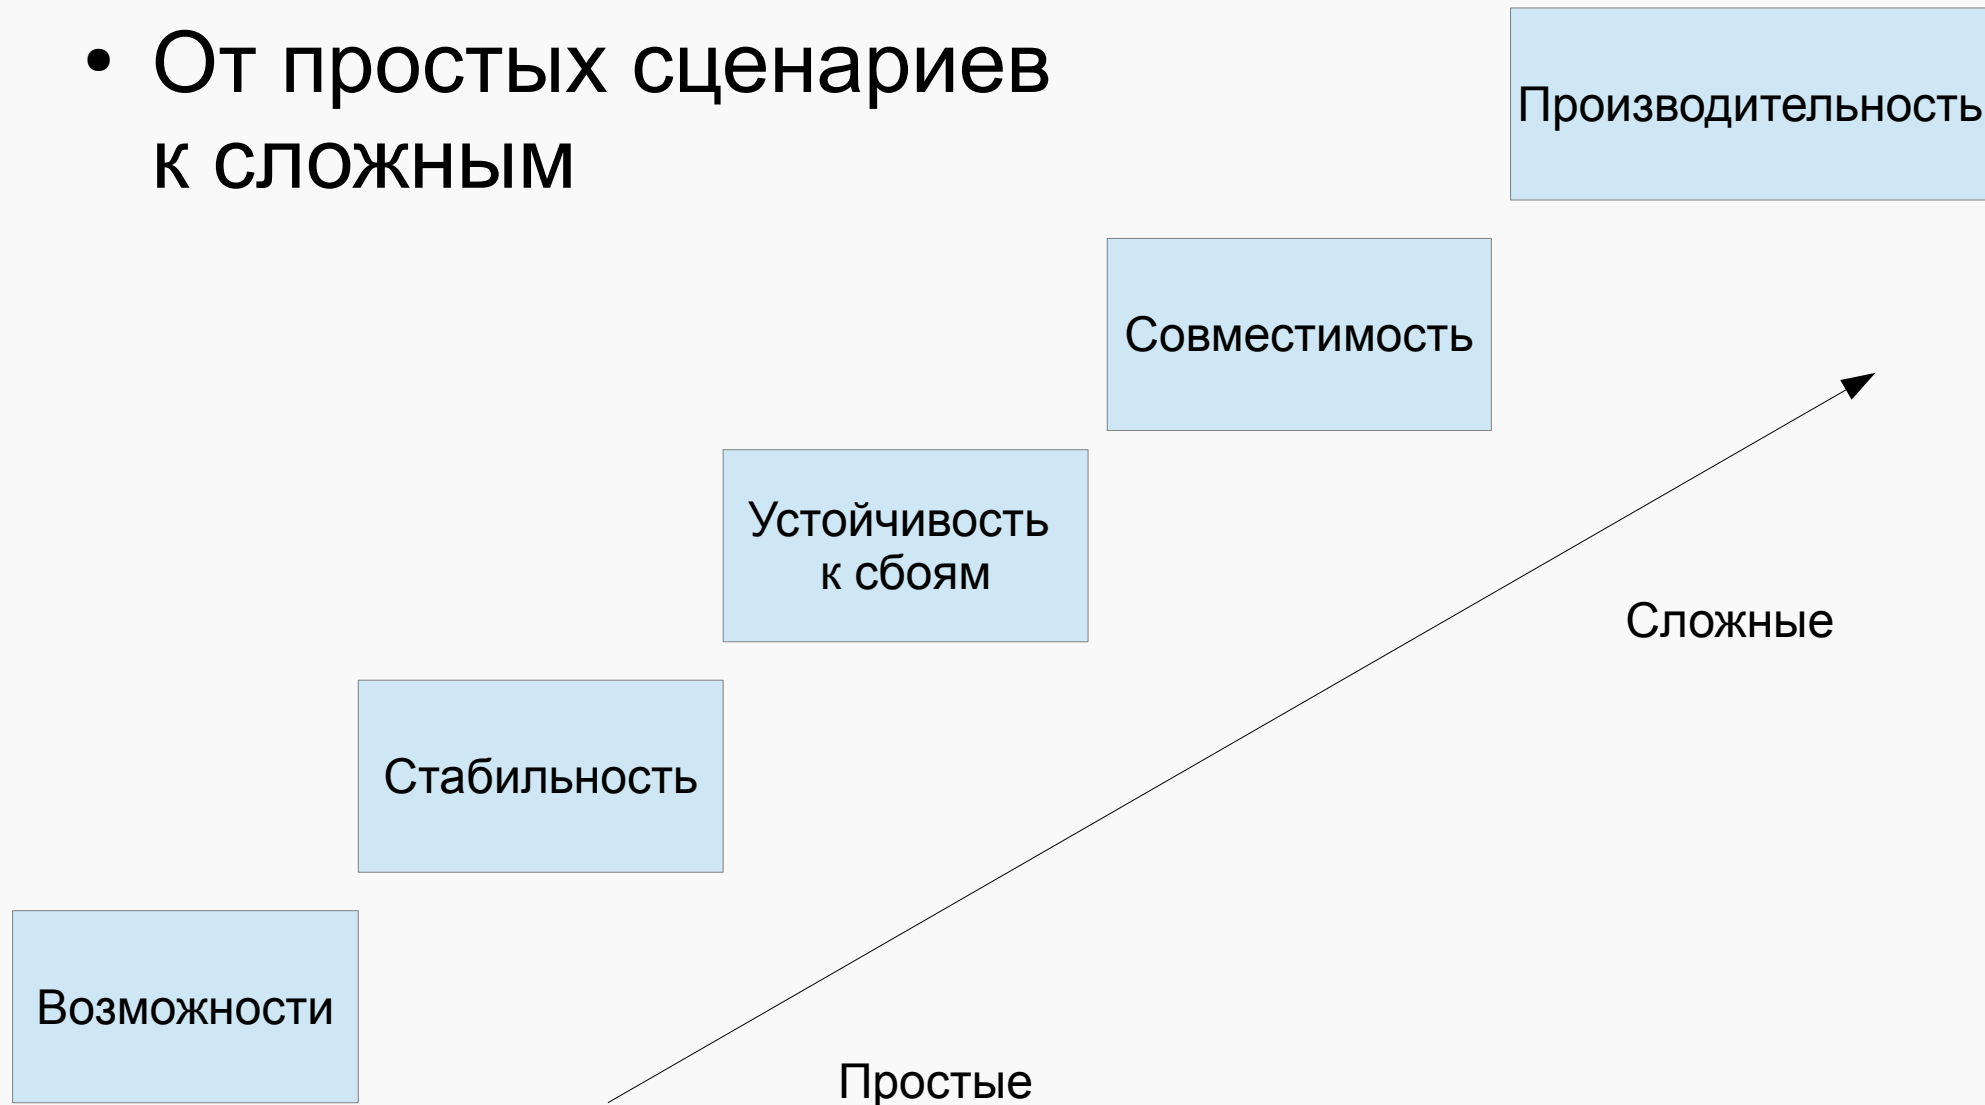 • От простых сценариев
к сложным
Производительность
Совместимость
Устойчивость
к сбоям
Сложные
Стабильность
Возможности
Простые